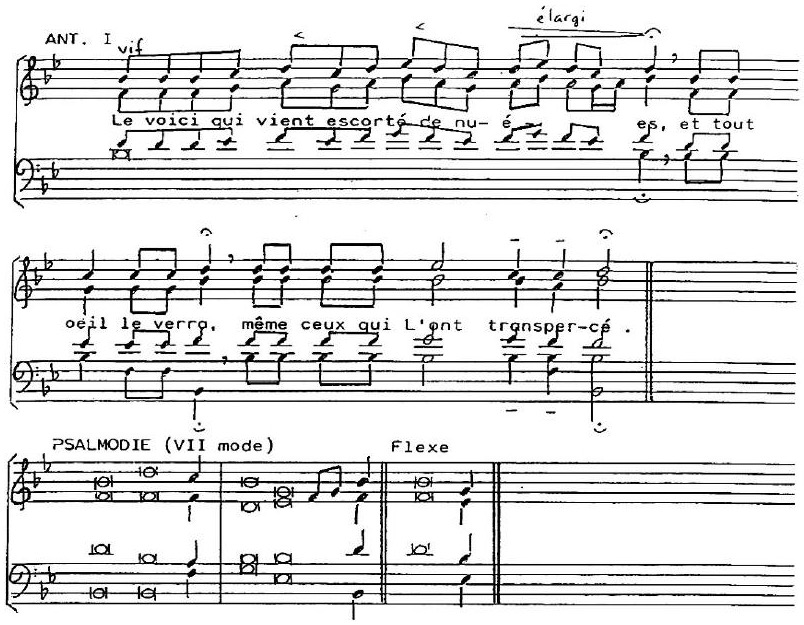 élargi
ANT. I vif
Le voici qui vient escorté de nu- é - es, et tout
oeil le verra, même ceux qui L'ont transper-cé .
PSALMODIE (VII mode) Flexe